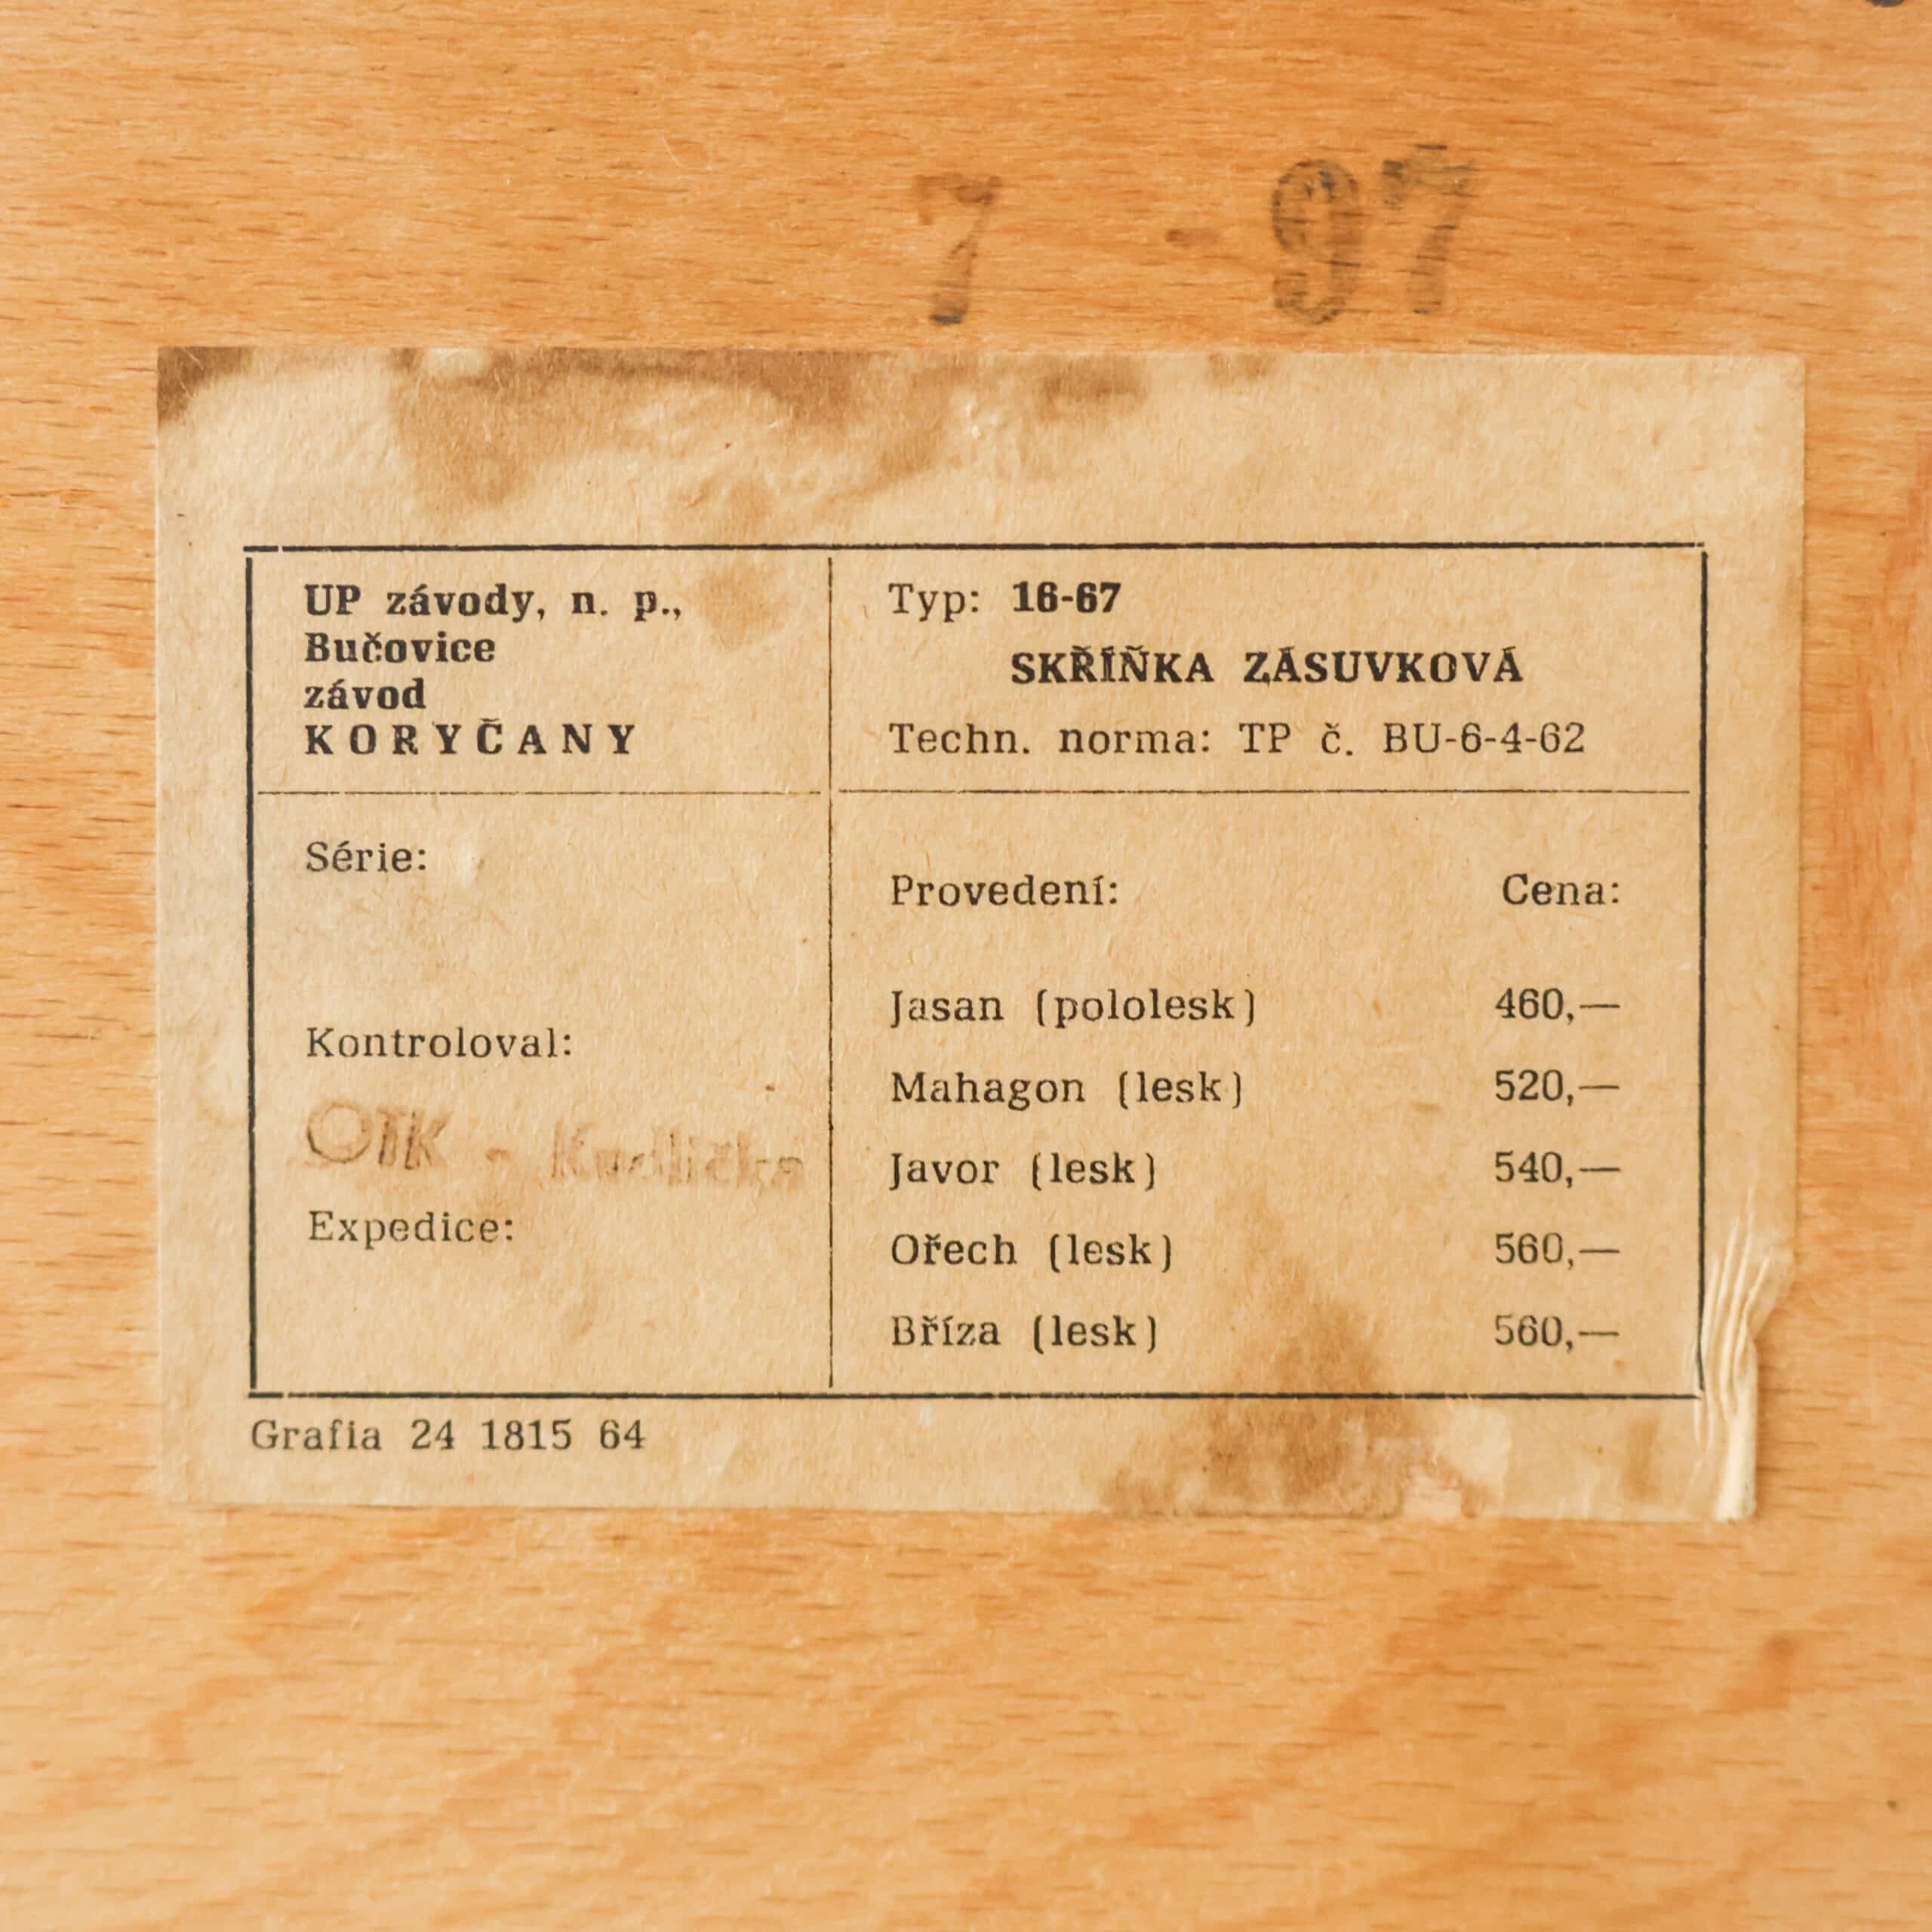 7 - 97
UP závody, n. p.,
Bučovice
závod
KORYČANY
Typ: 16-67
SKŘÍŇKA ZÁSUVKOVÁ
Techn. norma: TP č. BU-6-4-62
Série:
Kontroloval:
OTK - Kudlička
Expedice:
Provedení: Cena:
Jasan (pololesk) 460,—
Mahagon (lesk) 520,—
Javor (lesk) 540,—
Ořech (lesk) 560,—
Bříza (lesk) 560,—
Grafia 24 1815 64